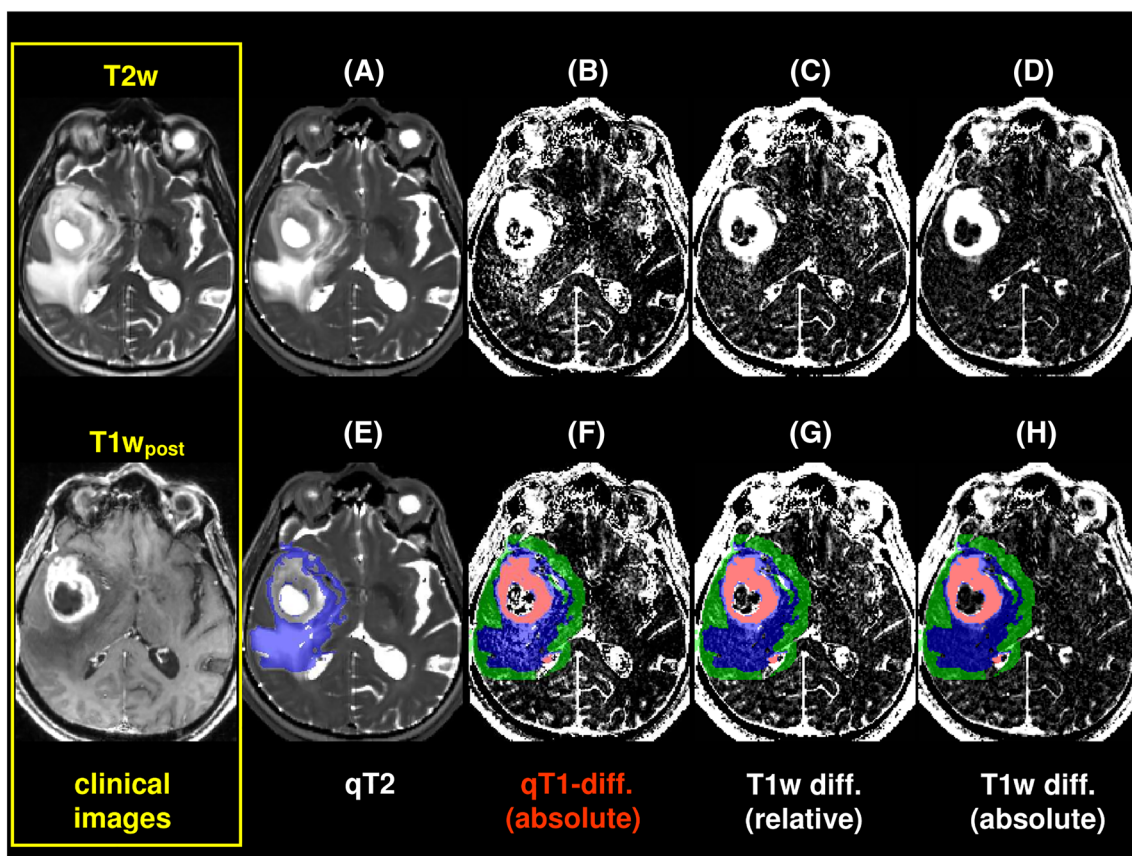 T2w
(A)
(B)
(C)
(D)
T1wpost
(E)
(F)
(G)
(H)
clinical
images
qT2
qT1-diff.
(absolute)
T1w diff.
(relative)
T1w diff.
(absolute)